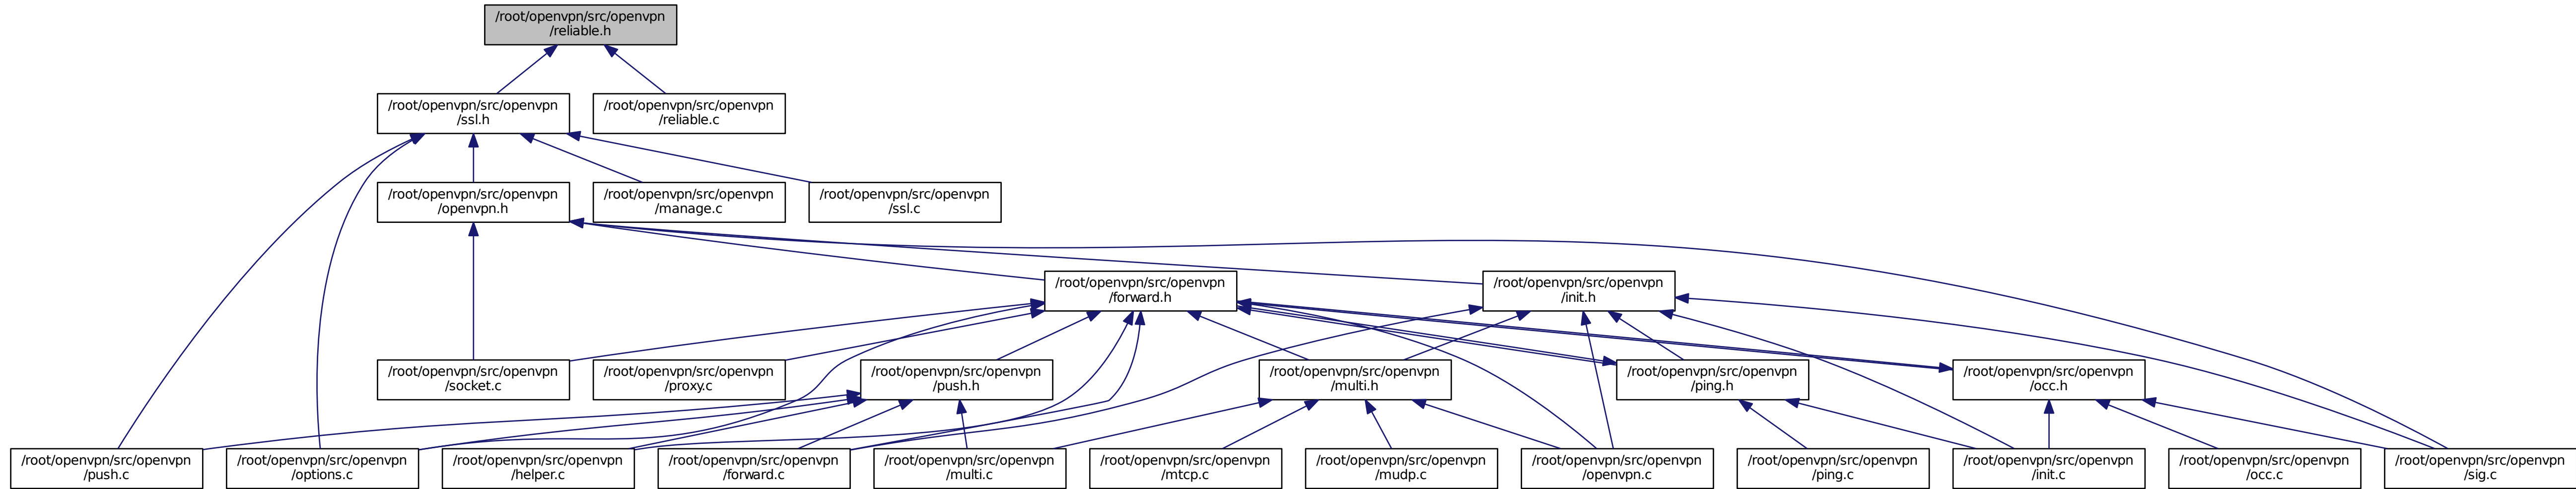 /root/openvpn/src/openvpn
/reliable.h
/root/openvpn/src/openvpn
/ssl.h
/root/openvpn/src/openvpn
/reliable.c
/root/openvpn/src/openvpn
/openvpn.h
/root/openvpn/src/openvpn
/manage.c
/root/openvpn/src/openvpn
/ssl.c
/root/openvpn/src/openvpn
/forward.h
/root/openvpn/src/openvpn
/init.h
/root/openvpn/src/openvpn
/socket.c
/root/openvpn/src/openvpn
/proxy.c
/root/openvpn/src/openvpn
/push.h
/root/openvpn/src/openvpn
/multi.h
/root/openvpn/src/openvpn
/ping.h
/root/openvpn/src/openvpn
/occ.h
/root/openvpn/src/openvpn
/push.c
/root/openvpn/src/openvpn
/options.c
/root/openvpn/src/openvpn
/helper.c
/root/openvpn/src/openvpn
/forward.c
/root/openvpn/src/openvpn
/multi.c
/root/openvpn/src/openvpn
/mtcp.c
/root/openvpn/src/openvpn
/mudp.c
/root/openvpn/src/openvpn
/openvpn.c
/root/openvpn/src/openvpn
/ping.c
/root/openvpn/src/openvpn
/init.c
/root/openvpn/src/openvpn
/occ.c
/root/openvpn/src/openvpn
/sig.c